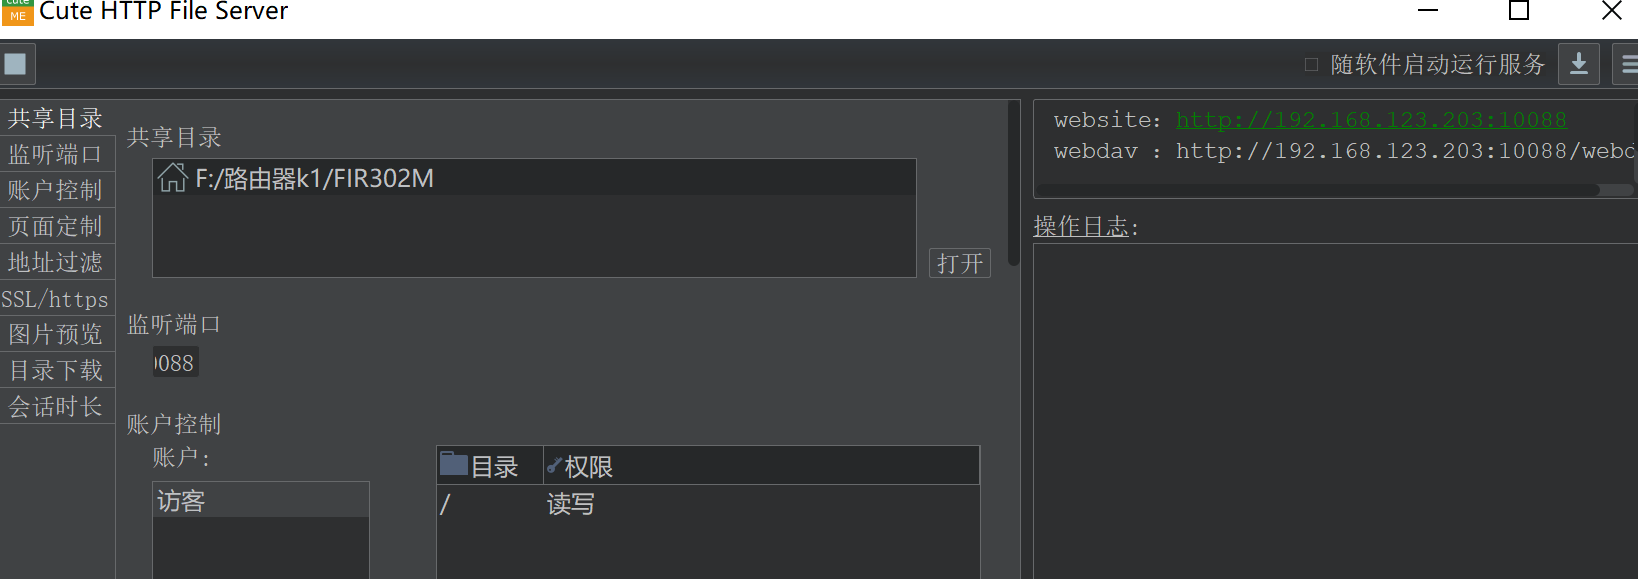 cute
ME
Cute HTTP File Server
随软件启动运行服务
共享目录
监听端口
账户控制
页面定制
地址过滤
SSL/https
图片预览
目录下载
会话时长
共享目录
F:/路由器k1/FIR302M
打开
监听端口
0088
账户控制
账户:
访客
目录 权限
/ 读写
website: http://192.168.123.203:10088
webdav : http://192.168.123.203:10088/webd
操作日志: